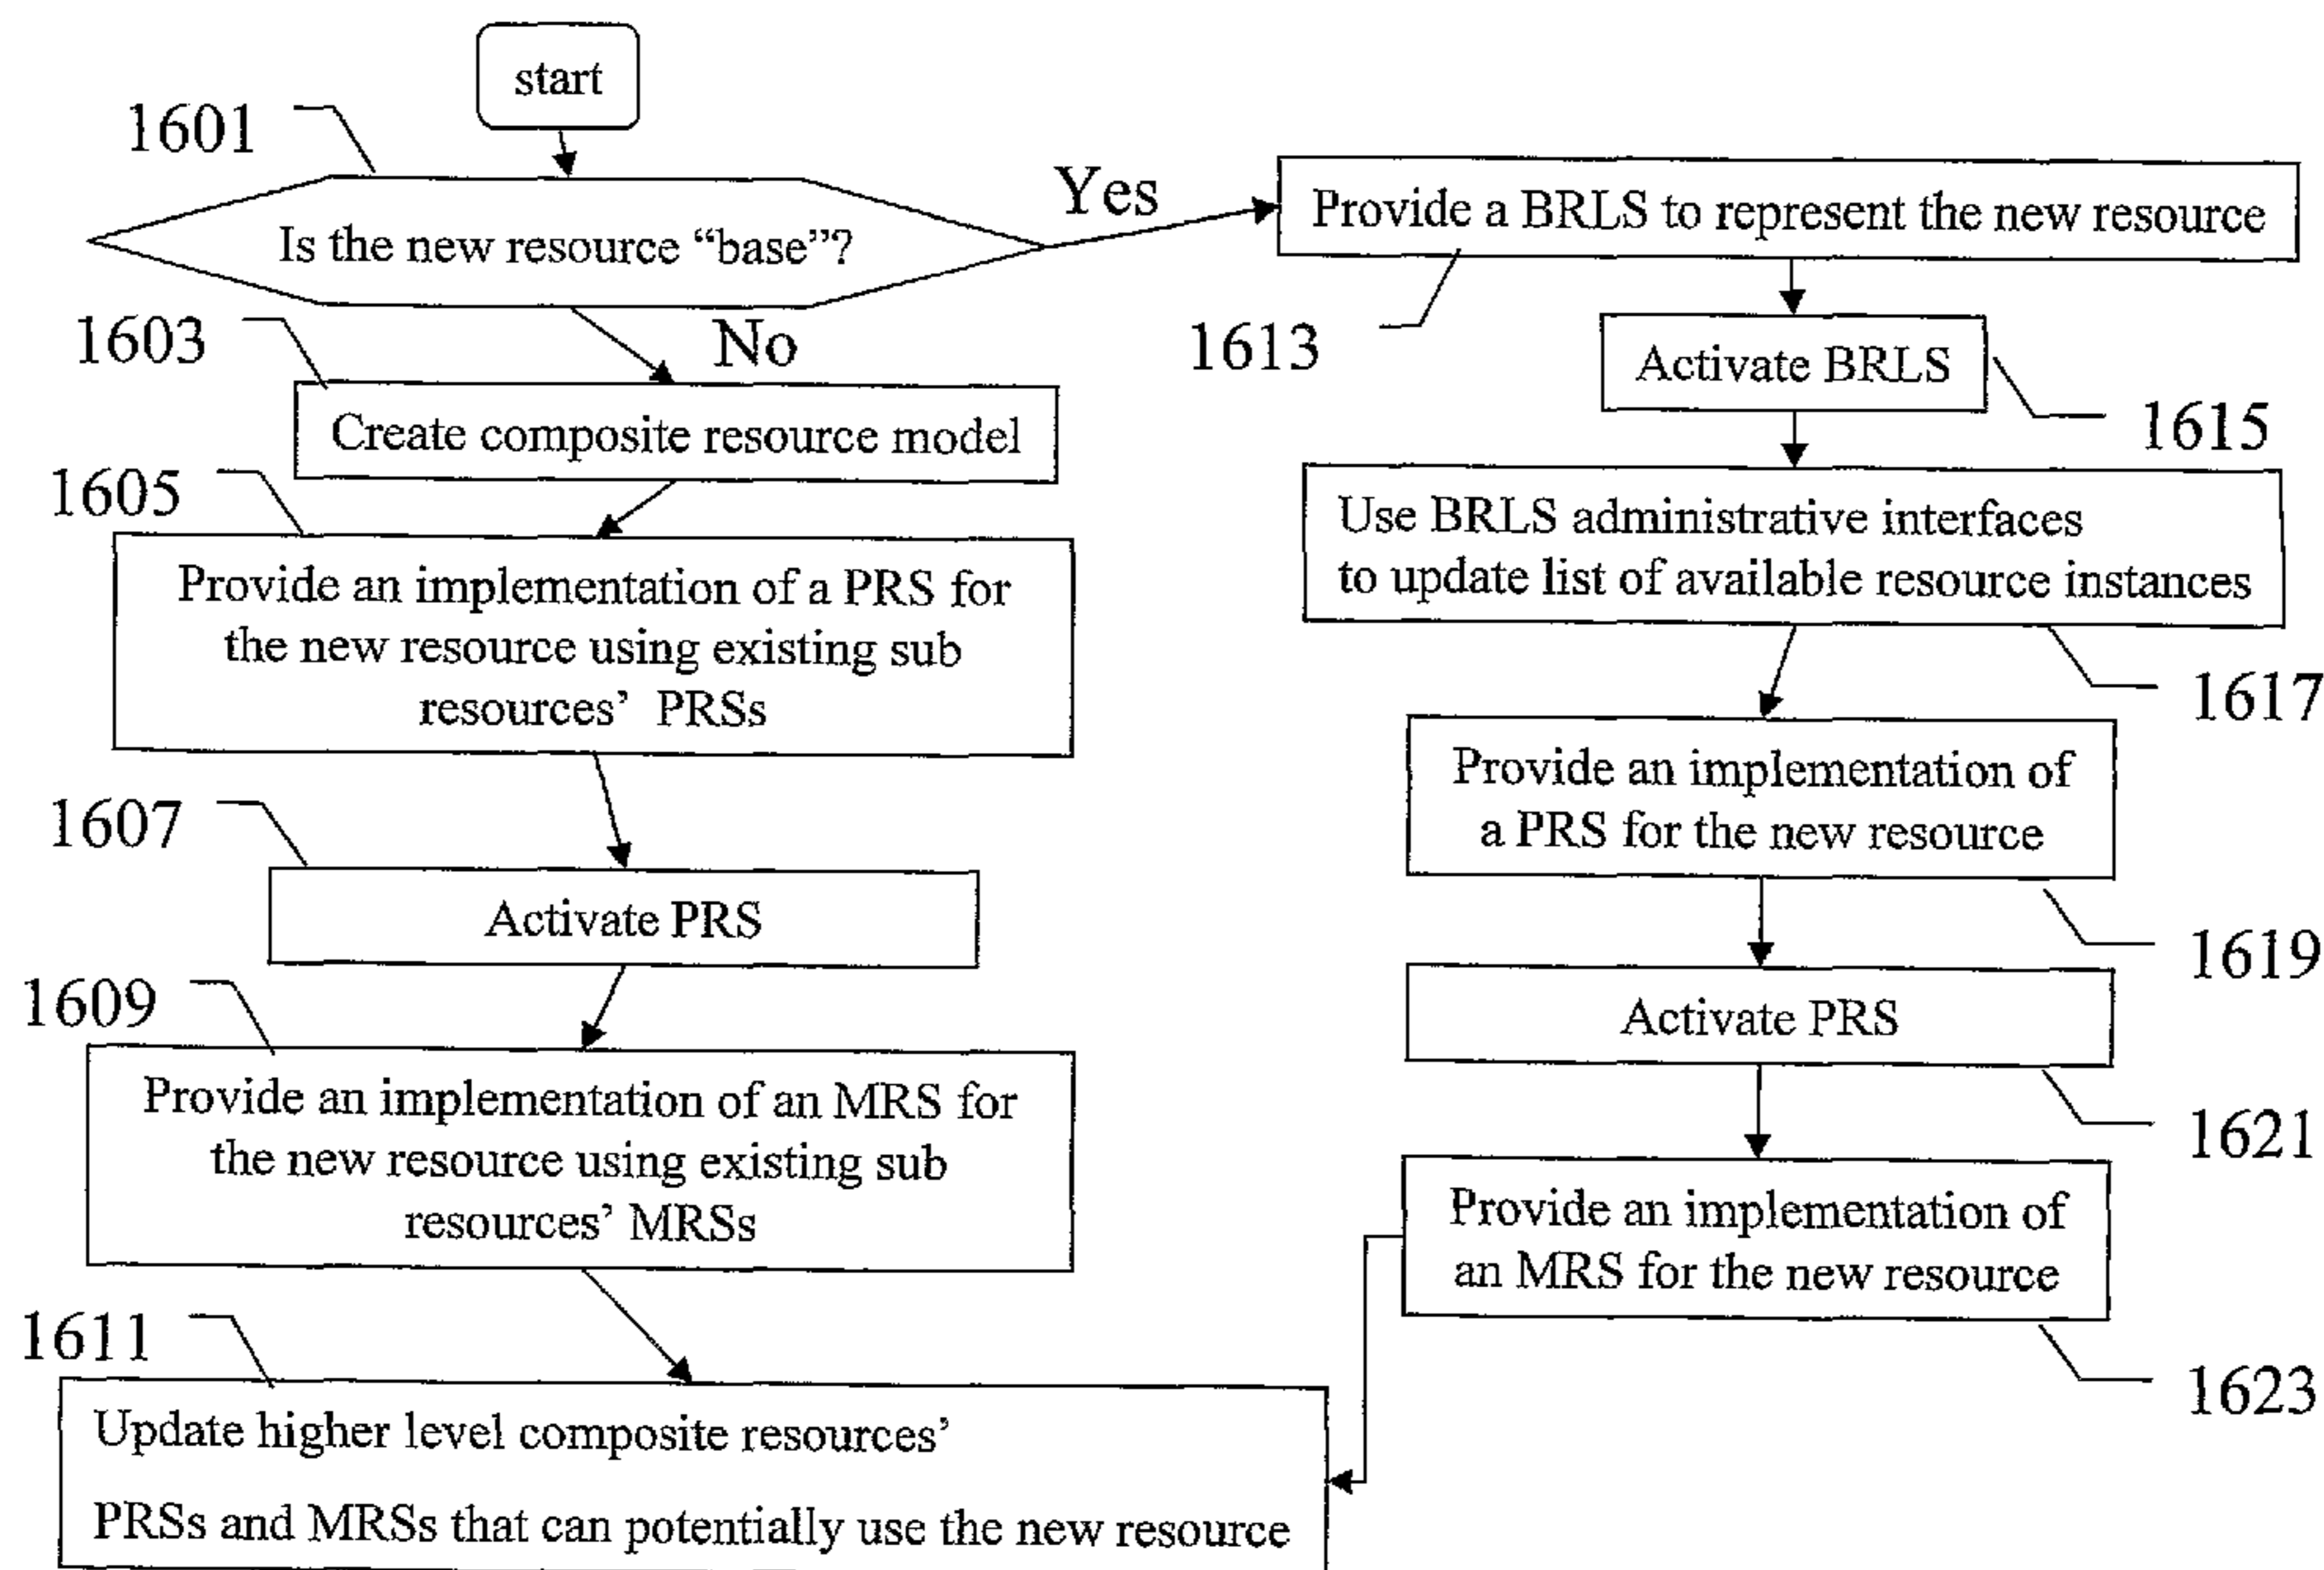 start
1601
Is the new resource “base”?
Yes
No
1603
Create composite resource model
1605
Provide an implementation of a PRS for
the new resource using existing sub
resources’ PRSs
1607
Activate PRS
1609
Provide an implementation of an MRS for
the new resource using existing sub
resources’ MRSs
1611
Update higher level composite resources’
PRSs and MRSs that can potentially use the new resource
Provide a BRLS to represent the new resource
1613
Activate BRLS
1615
Use BRLS administrative interfaces
to update list of available resource instances
1617
Provide an implementation of
a PRS for the new resource
1619
Activate PRS
1621
Provide an implementation of
an MRS for the new resource
1623